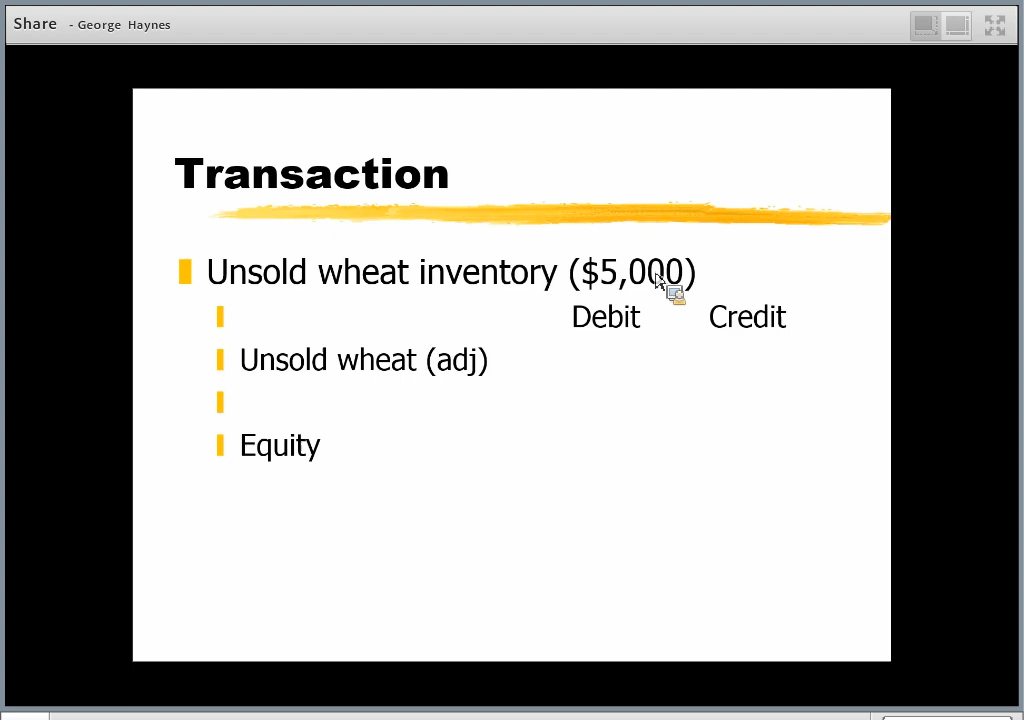 Share - George Haynes
Transaction
Unsold wheat inventory ($5,000)
Debit Credit
Unsold wheat (adj)
Equity